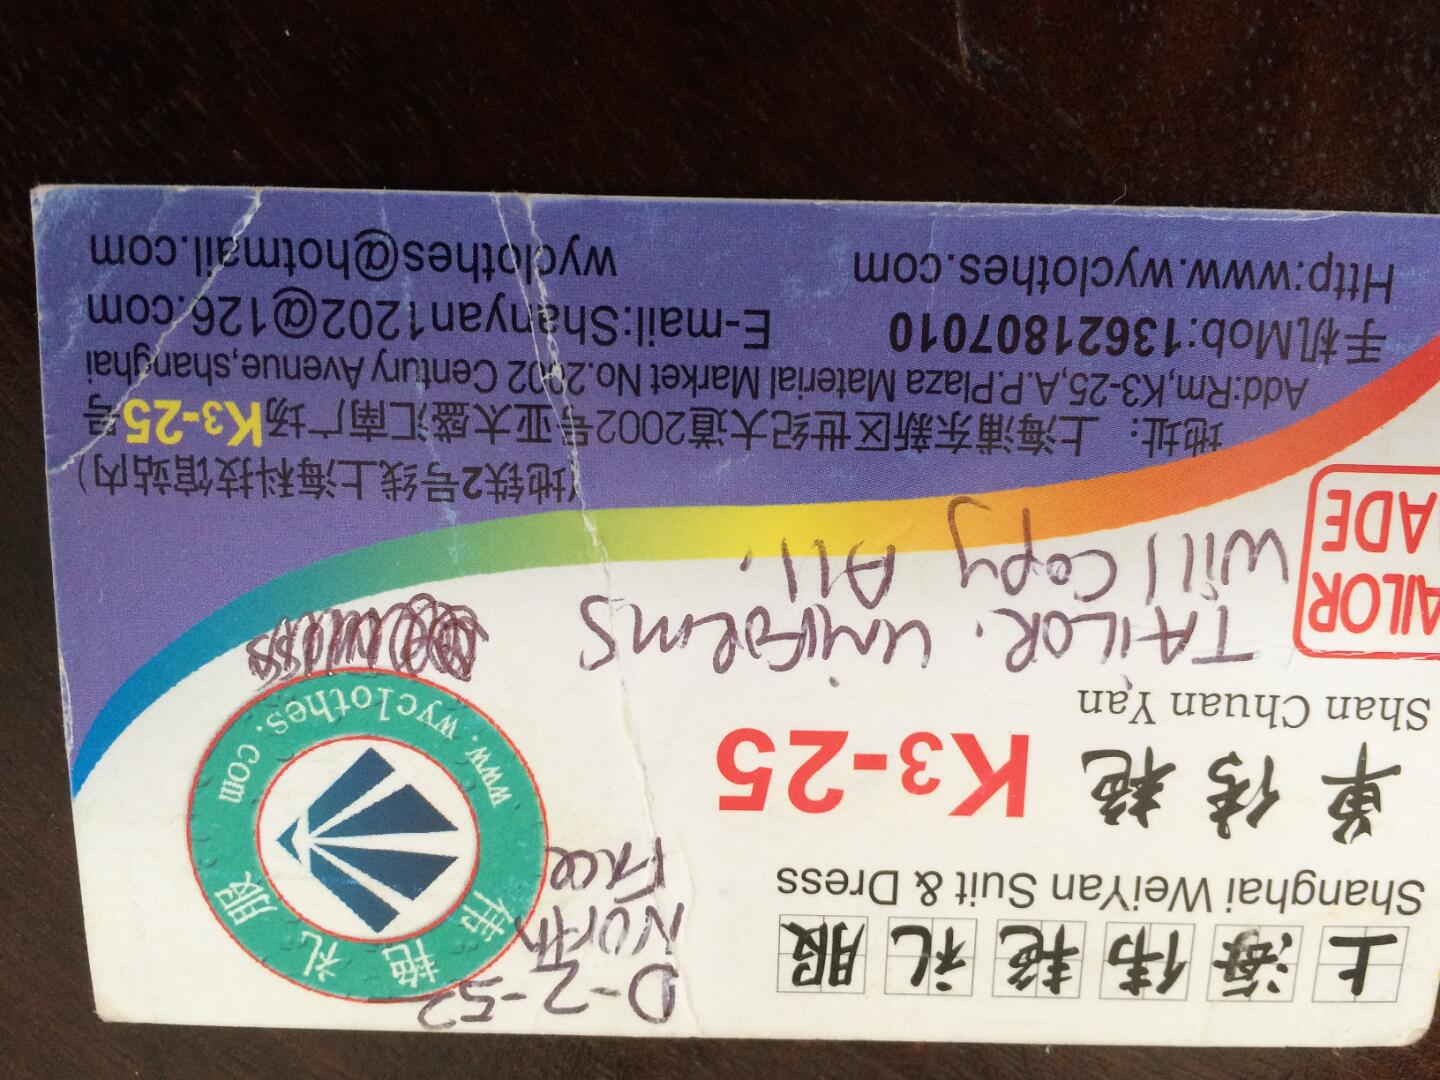 上海伟艳礼服
Shanghai WeiYan Suit & Dress
单伟艳 K3-25
Shan Chuan Yan
D-2-52
North
Face
伟艳礼服
www.wyclothes.com
TAILOR. UNIFORMS
Will Copy All.
AILOR
ADE
(地铁2号线上海科技馆站内)
地址：上海浦东新区世纪大道2002号亚太盛汇南广场K3-25号
Add:Rm,K3-25,A.P.Plaza Material Market No.2002 Century Avenue,shanghai
手机Mob:13621807010 E-mail:Shanyan1202@126.com
Http:www.wyclothes.com wyclothes@hotmail.com